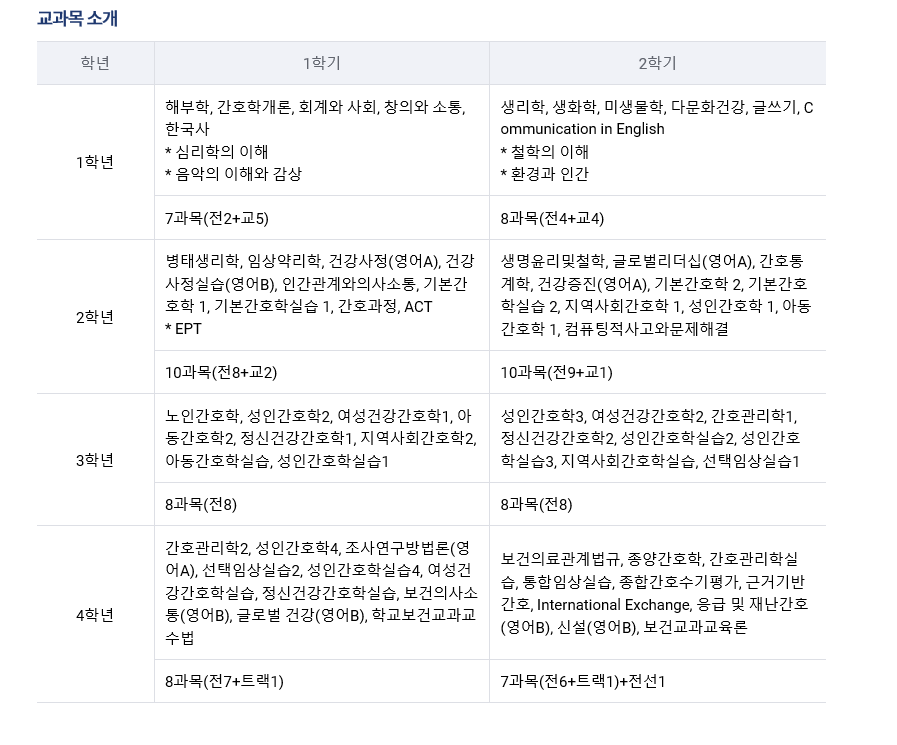 교과목 소개
학년
1학기
2학기
1학년
해부학, 간호학개론, 회계와 사회, 창의와 소통,
한국사
* 심리학의 이해
* 음악의 이해와 감상
생리학, 생화학, 미생물학, 다문화건강, 글쓰기, C
ommunication in English
* 철학의 이해
* 환경과 인간
7과목(전2+교5)
8과목(전4+교4)
2학년
병태생리학, 임상약리학, 건강사정(영어A), 건강
사정실습(영어B), 인간관계와의사소통, 기본간
호학 1, 기본간호학실습 1, 간호과정, ACT
* EPT
생명윤리및철학, 글로벌리더십(영어A), 간호통
계학, 건강증진(영어A), 기본간호학 2, 기본간호
학실습 2, 지역사회간호학 1, 성인간호학 1, 아동
간호학 1, 컴퓨팅적사고와문제해결
10과목(전8+교2)
10과목(전9+교1)
3학년
노인간호학, 성인간호학2, 여성건강간호학1, 아
동간호학2, 정신건강간호학1, 지역사회간호학2,
아동간호학실습, 성인간호학실습1
성인간호학3, 여성건강간호학2, 간호관리학1,
정신건강간호학2, 성인간호학실습2, 성인간호
학실습3, 지역사회간호학실습, 선택임상실습1
8과목(전8)
8과목(전8)
4학년
간호관리학2, 성인간호학4, 조사연구방법론(영
어A), 선택임상실습2, 성인간호학실습4, 여성건
강간호학실습, 정신건강간호학실습, 보건의사소
통(영어B), 글로벌 건강(영어B), 학교보건교과교
수법
보건의료관계법규, 종양간호학, 간호관리학실
습, 통합임상실습, 종합간호수기평가, 근거기반
간호, International Exchange, 응급 및 재난간호
(영어B), 신설(영어B), 보건교과교육론
8과목(전7+트랙1)
7과목(전6+트랙1)+전선1